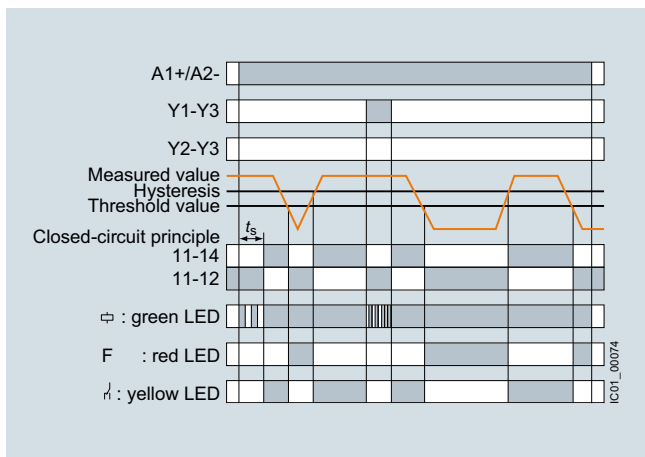 A1+/A2-
Y1-Y3
Y2-Y3
Measured value
Hysteresis
Threshold value
Closed-circuit principle
ts
11-14
11-12
: green LED
F : red LED
: yellow LED
IC01_00074